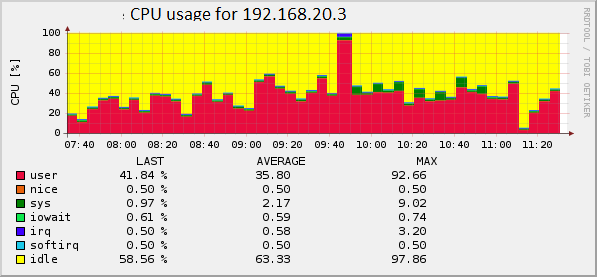 : CPU usage for 192.168.20.3
RRDTOOL / TOBI OETIKER
CPU [%]
100
80
60
40
20
0
07:40 08:00 08:20 08:40 09:00 09:20 09:40 10:00 10:20 10:40 11:00 11:20
LAST AVERAGE MAX
user 41.84 % 35.80 92.66
nice 0.50 % 0.50 0.50
sys 0.97 % 2.17 9.02
iowait 0.61 % 0.59 0.74
irq 0.50 % 0.58 3.20
softirq 0.50 % 0.50 0.50
idle 58.56 % 63.33 97.86